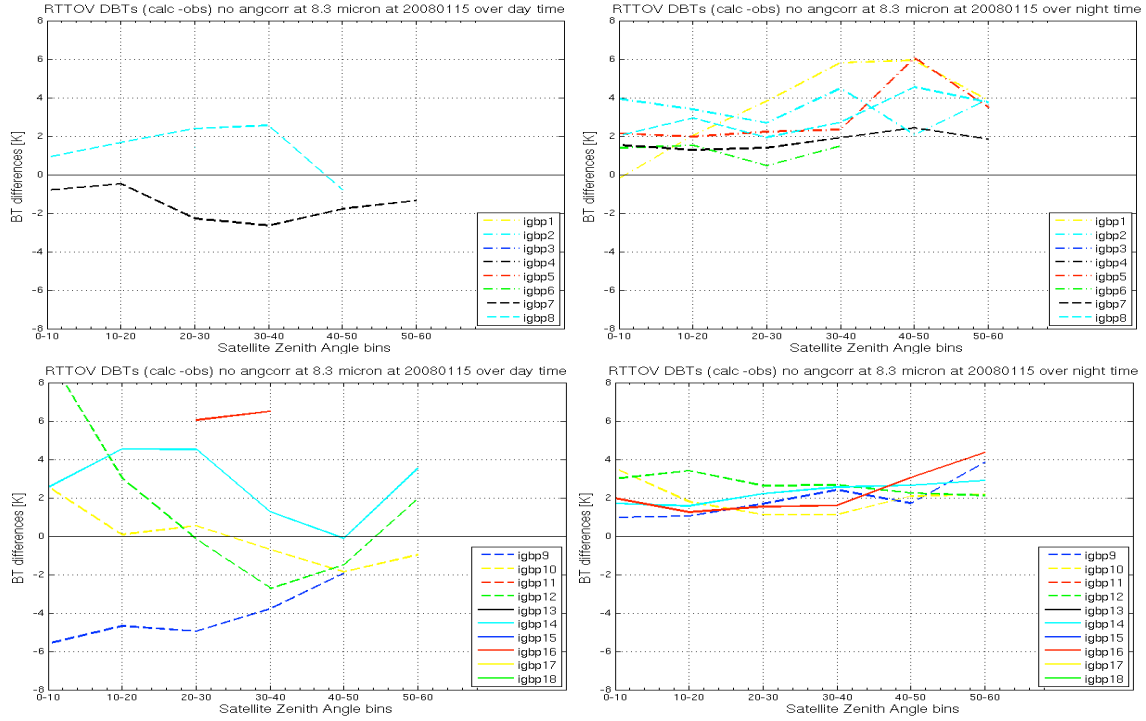 RTTOV DBTs (calc -obs) no angcorr at 8.3 micron at 20080115 over day time
BT differences [K]
8
6
4
2
0
-2
-4
-6
-8
igbp1
igbp2
igbp3
igbp4
igbp5
igbp6
igbp7
igbp8
0-10 10-20 20-30 30-40 40-50 50-60
Satellite Zenith Angle bins
RTTOV DBTs (calc -obs) no angcorr at 8.3 micron at 20080115 over night time
BT differences [K]
8
6
4
2
0
-2
-4
-6
-8
igbp1
igbp2
igbp3
igbp4
igbp5
igbp6
igbp7
igbp8
0-10 10-20 20-30 30-40 40-50 50-60
Satellite Zenith Angle bins
RTTOV DBTs (calc -obs) no angcorr at 8.3 micron at 20080115 over day time
BT differences [K]
8
6
4
2
0
-2
-4
-6
-8
igbp9
igbp10
igbp11
igbp12
igbp13
igbp14
igbp15
igbp16
igbp17
igbp18
0-10 10-20 20-30 30-40 40-50 50-60
Satellite Zenith Angle bins
RTTOV DBTs (calc -obs) no angcorr at 8.3 micron at 20080115 over night time
BT differences [K]
8
6
4
2
0
-2
-4
-6
-8
igbp9
igbp10
igbp11
igbp12
igbp13
igbp14
igbp15
igbp16
igbp17
igbp18
0-10 10-20 20-30 30-40 40-50 50-60
Satellite Zenith Angle bins